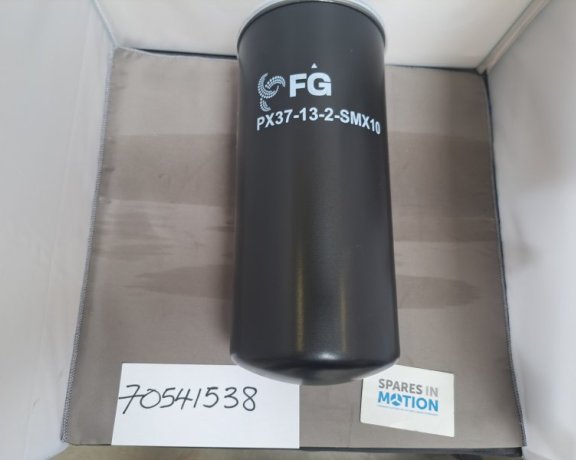 FG
PX37-13-2-SMX10
70541538
SPARES IN
MOTION